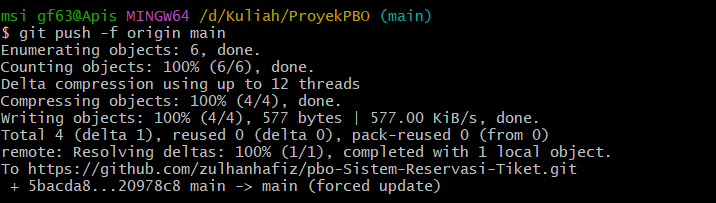 msi gf63@Apis MINGW64 /d/Kuliah/ProyekPBO (main)
$ git push -f origin main
Enumerating objects: 6, done.
Counting objects: 100% (6/6), done.
Delta compression using up to 12 threads
Compressing objects: 100% (4/4), done.
Writing objects: 100% (4/4), 577 bytes | 577.00 KiB/s, done.
Total 4 (delta 1), reused 0 (delta 0), pack-reused 0 (from 0)
remote: Resolving deltas: 100% (1/1), completed with 1 local object.
To https://github.com/zulhanhafiz/pbo-Sistem-Reservasi-Tiket.git
 + 5bacda8...20978c8 main -> main (forced update)